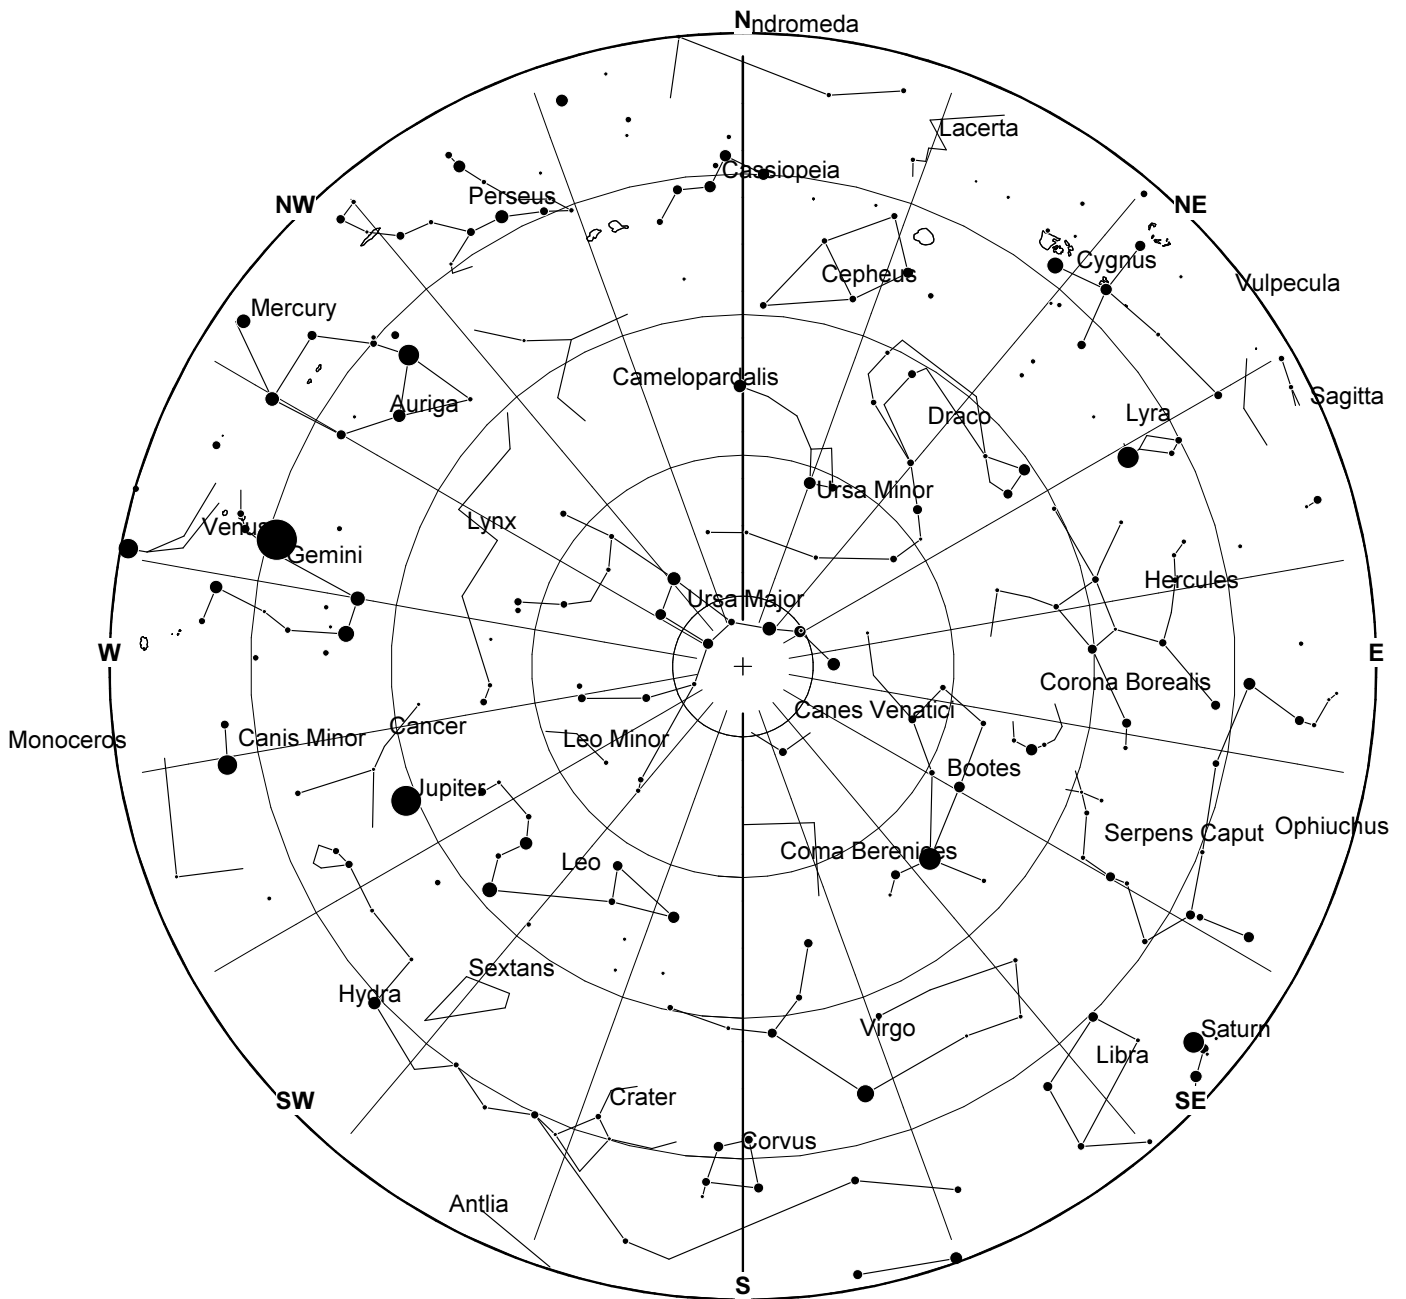 N
ndromeda
Lacerta
Cassiopeia
Perseus
NW
NE
Cygnus
Cepheus
Vulpecula
Mercury
Camelopardalis
Sagitta
Auriga
Draco
Lyra
Ursa Minor
Lynx
Venus
Gemini
Hercules
Ursa Major
W
E
Corona Borealis
Canes Venatici
Cancer
Monoceros
Canis Minor
Leo Minor
Bootes
Jupiter
Serpens Caput
Ophiuchus
Coma Berenices
Leo
Sextans
Hydra
Virgo
Saturn
Libra
Crater
SW
SE
Corvus
Antlia
S